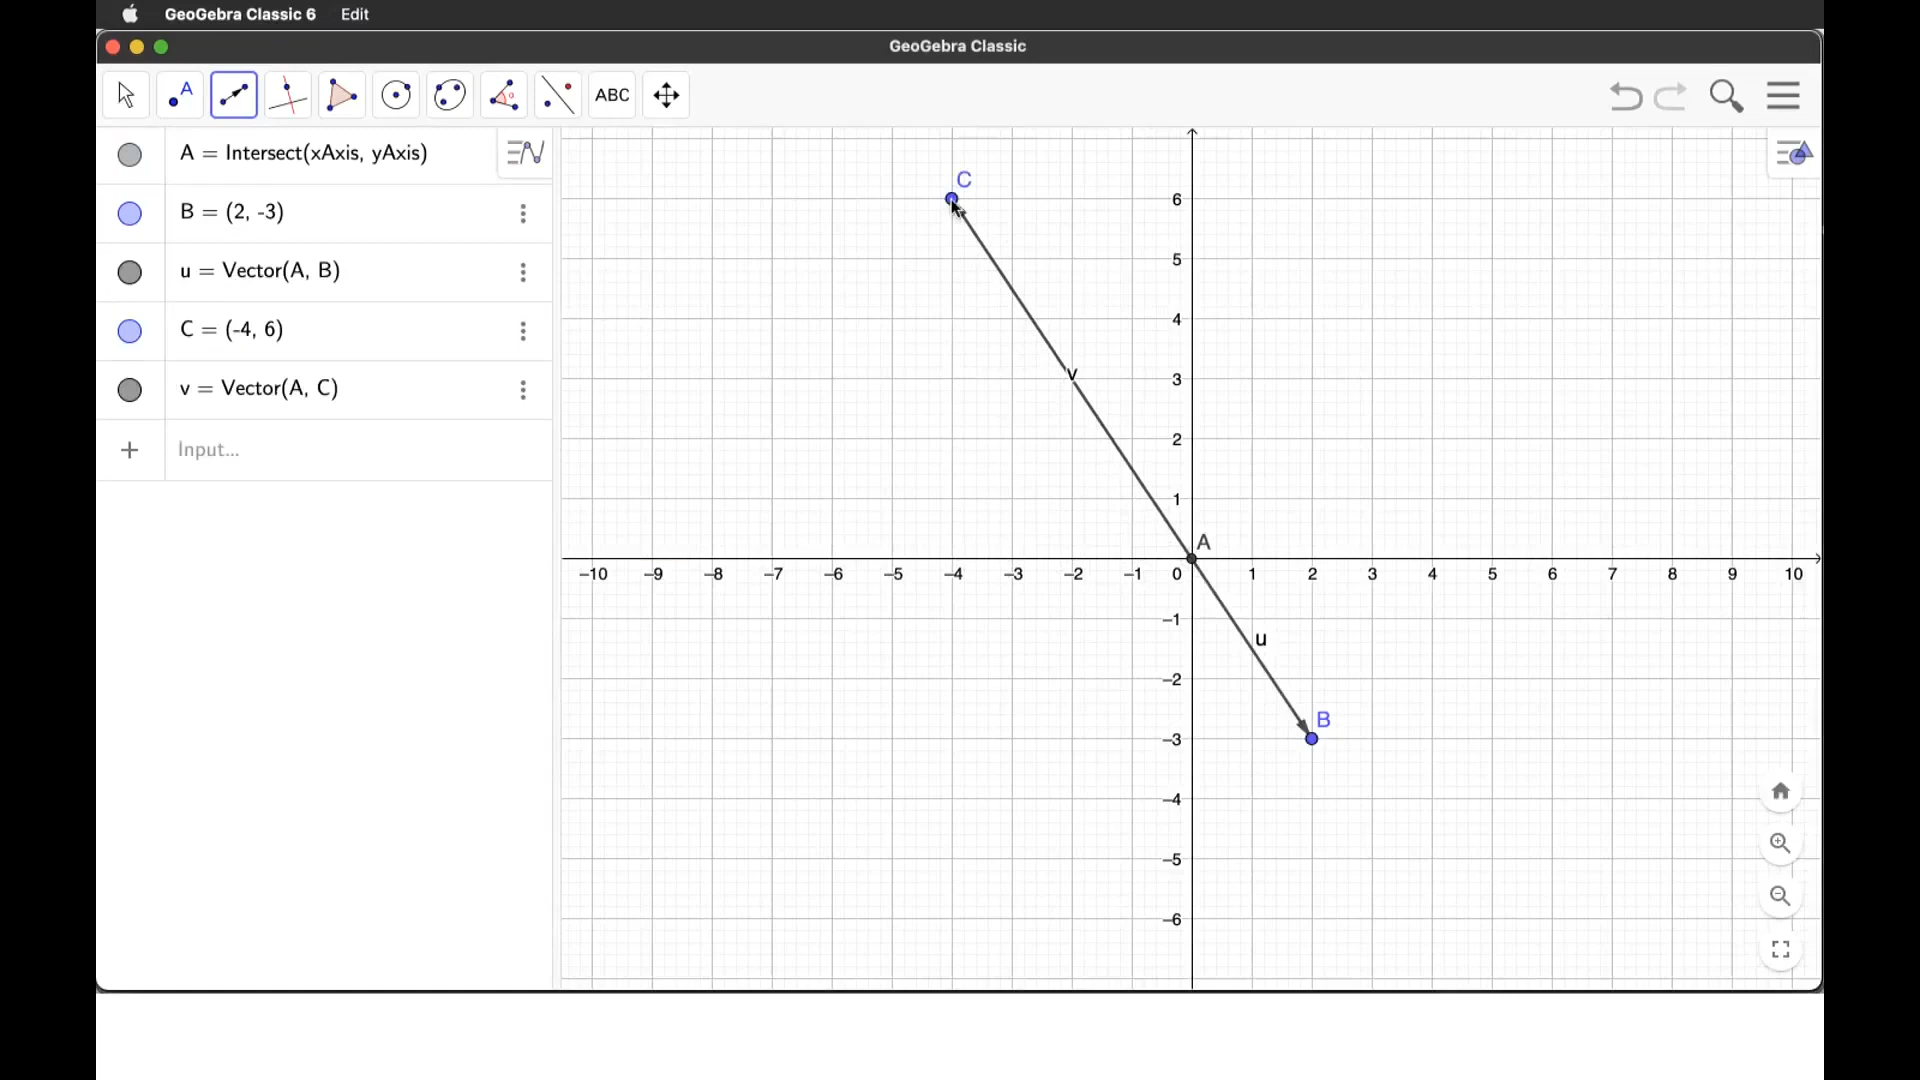 GeoGebra Classic 6 Edit
GeoGebra Classic
A
ABC
A = Intersect(xAxis, yAxis)
B = (2, -3)
u = Vector(A, B)
C = (-4, 6)
v = Vector(A, C)
+ Input...
C
6
5
4
v
3
2
1
A
–10 –9 –8 –7 –6 –5 –4 –3 –2 –1 0 1 2 3 4 5 6 7 8 9 10
–1
u
–2
B
–3
–4
–5
–6